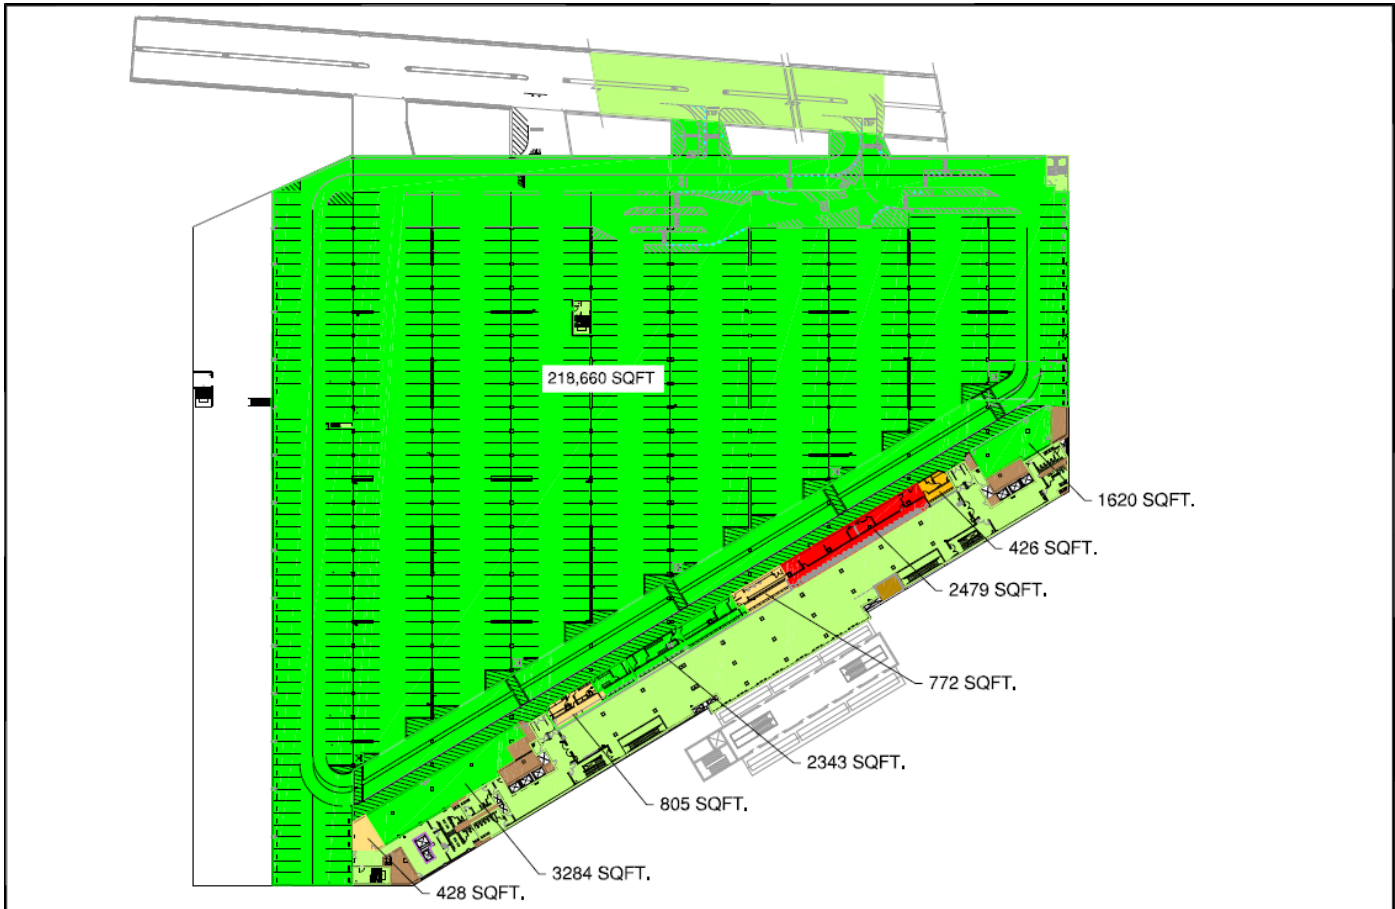 218,660 SQFT
1620 SQFT.
426 SQFT.
2479 SQFT.
772 SQFT.
2343 SQFT.
805 SQFT.
3284 SQFT.
428 SQFT.